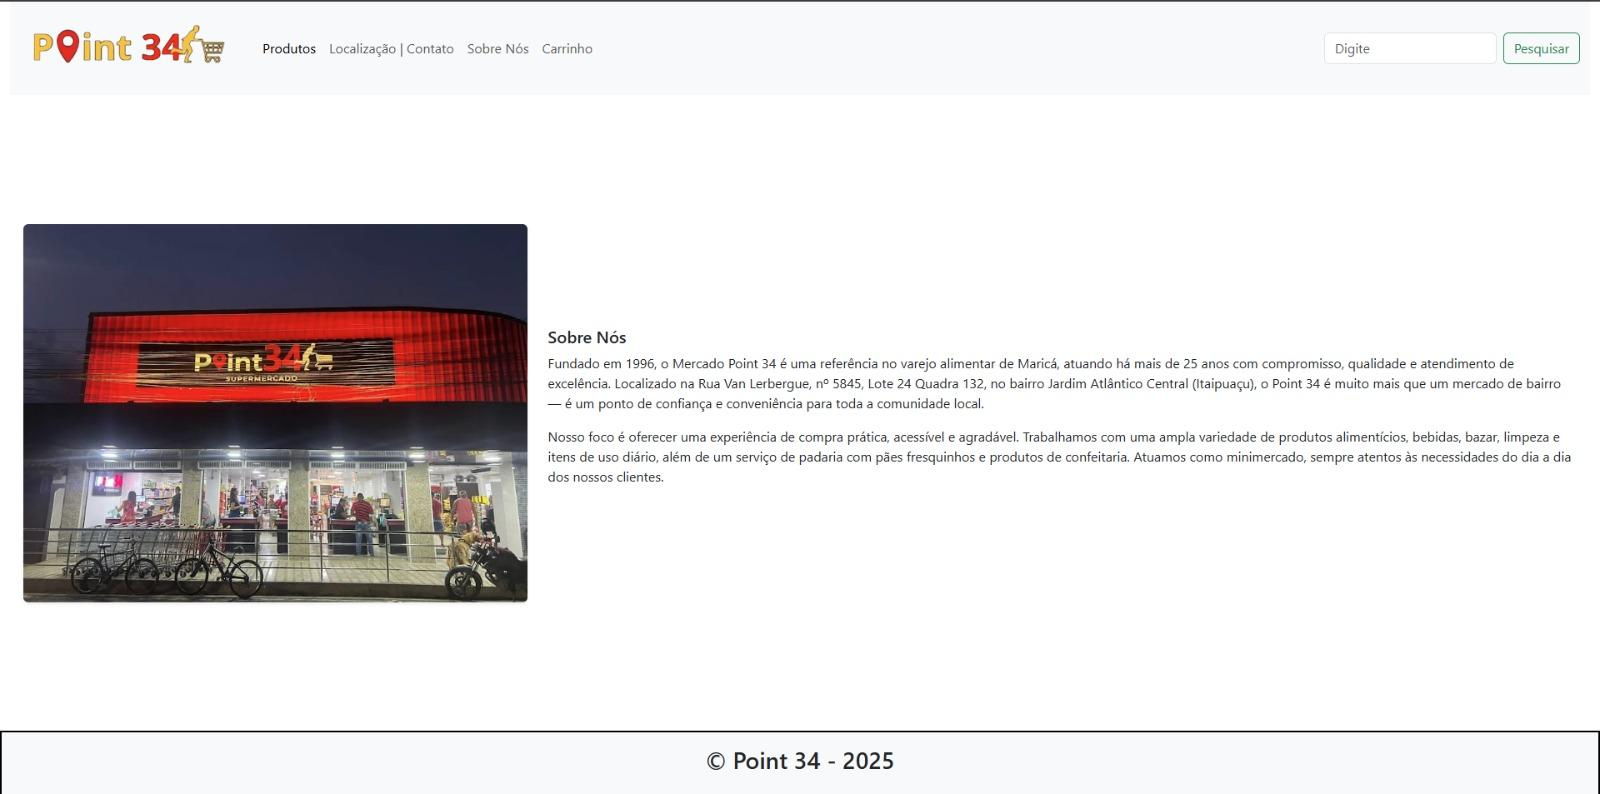 Point 34
Produtos Localização | Contato Sobre Nós Carrinho
Digite Pesquisar
Point34
SUPERMERCADO
Sobre Nós
Fundado em 1996, o Mercado Point 34 é uma referência no varejo alimentar de Maricá, atuando há mais de 25 anos com compromisso, qualidade e atendimento de
excelência. Localizado na Rua Van Lerbergue, nº 5845, Lote 24 Quadra 132, no bairro Jardim Atlântico Central (Itaipuaçu), o Point 34 é muito mais que um mercado de bairro
— é um ponto de confiança e conveniência para toda a comunidade local.
Nosso foco é oferecer uma experiência de compra prática, acessível e agradável. Trabalhamos com uma ampla variedade de produtos alimentícios, bebidas, bazar, limpeza e
itens de uso diário, além de um serviço de padaria com pães fresquinhos e produtos de confeitaria. Atuamos como minimercado, sempre atentos às necessidades do dia a dia
dos nossos clientes.
© Point 34 - 2025